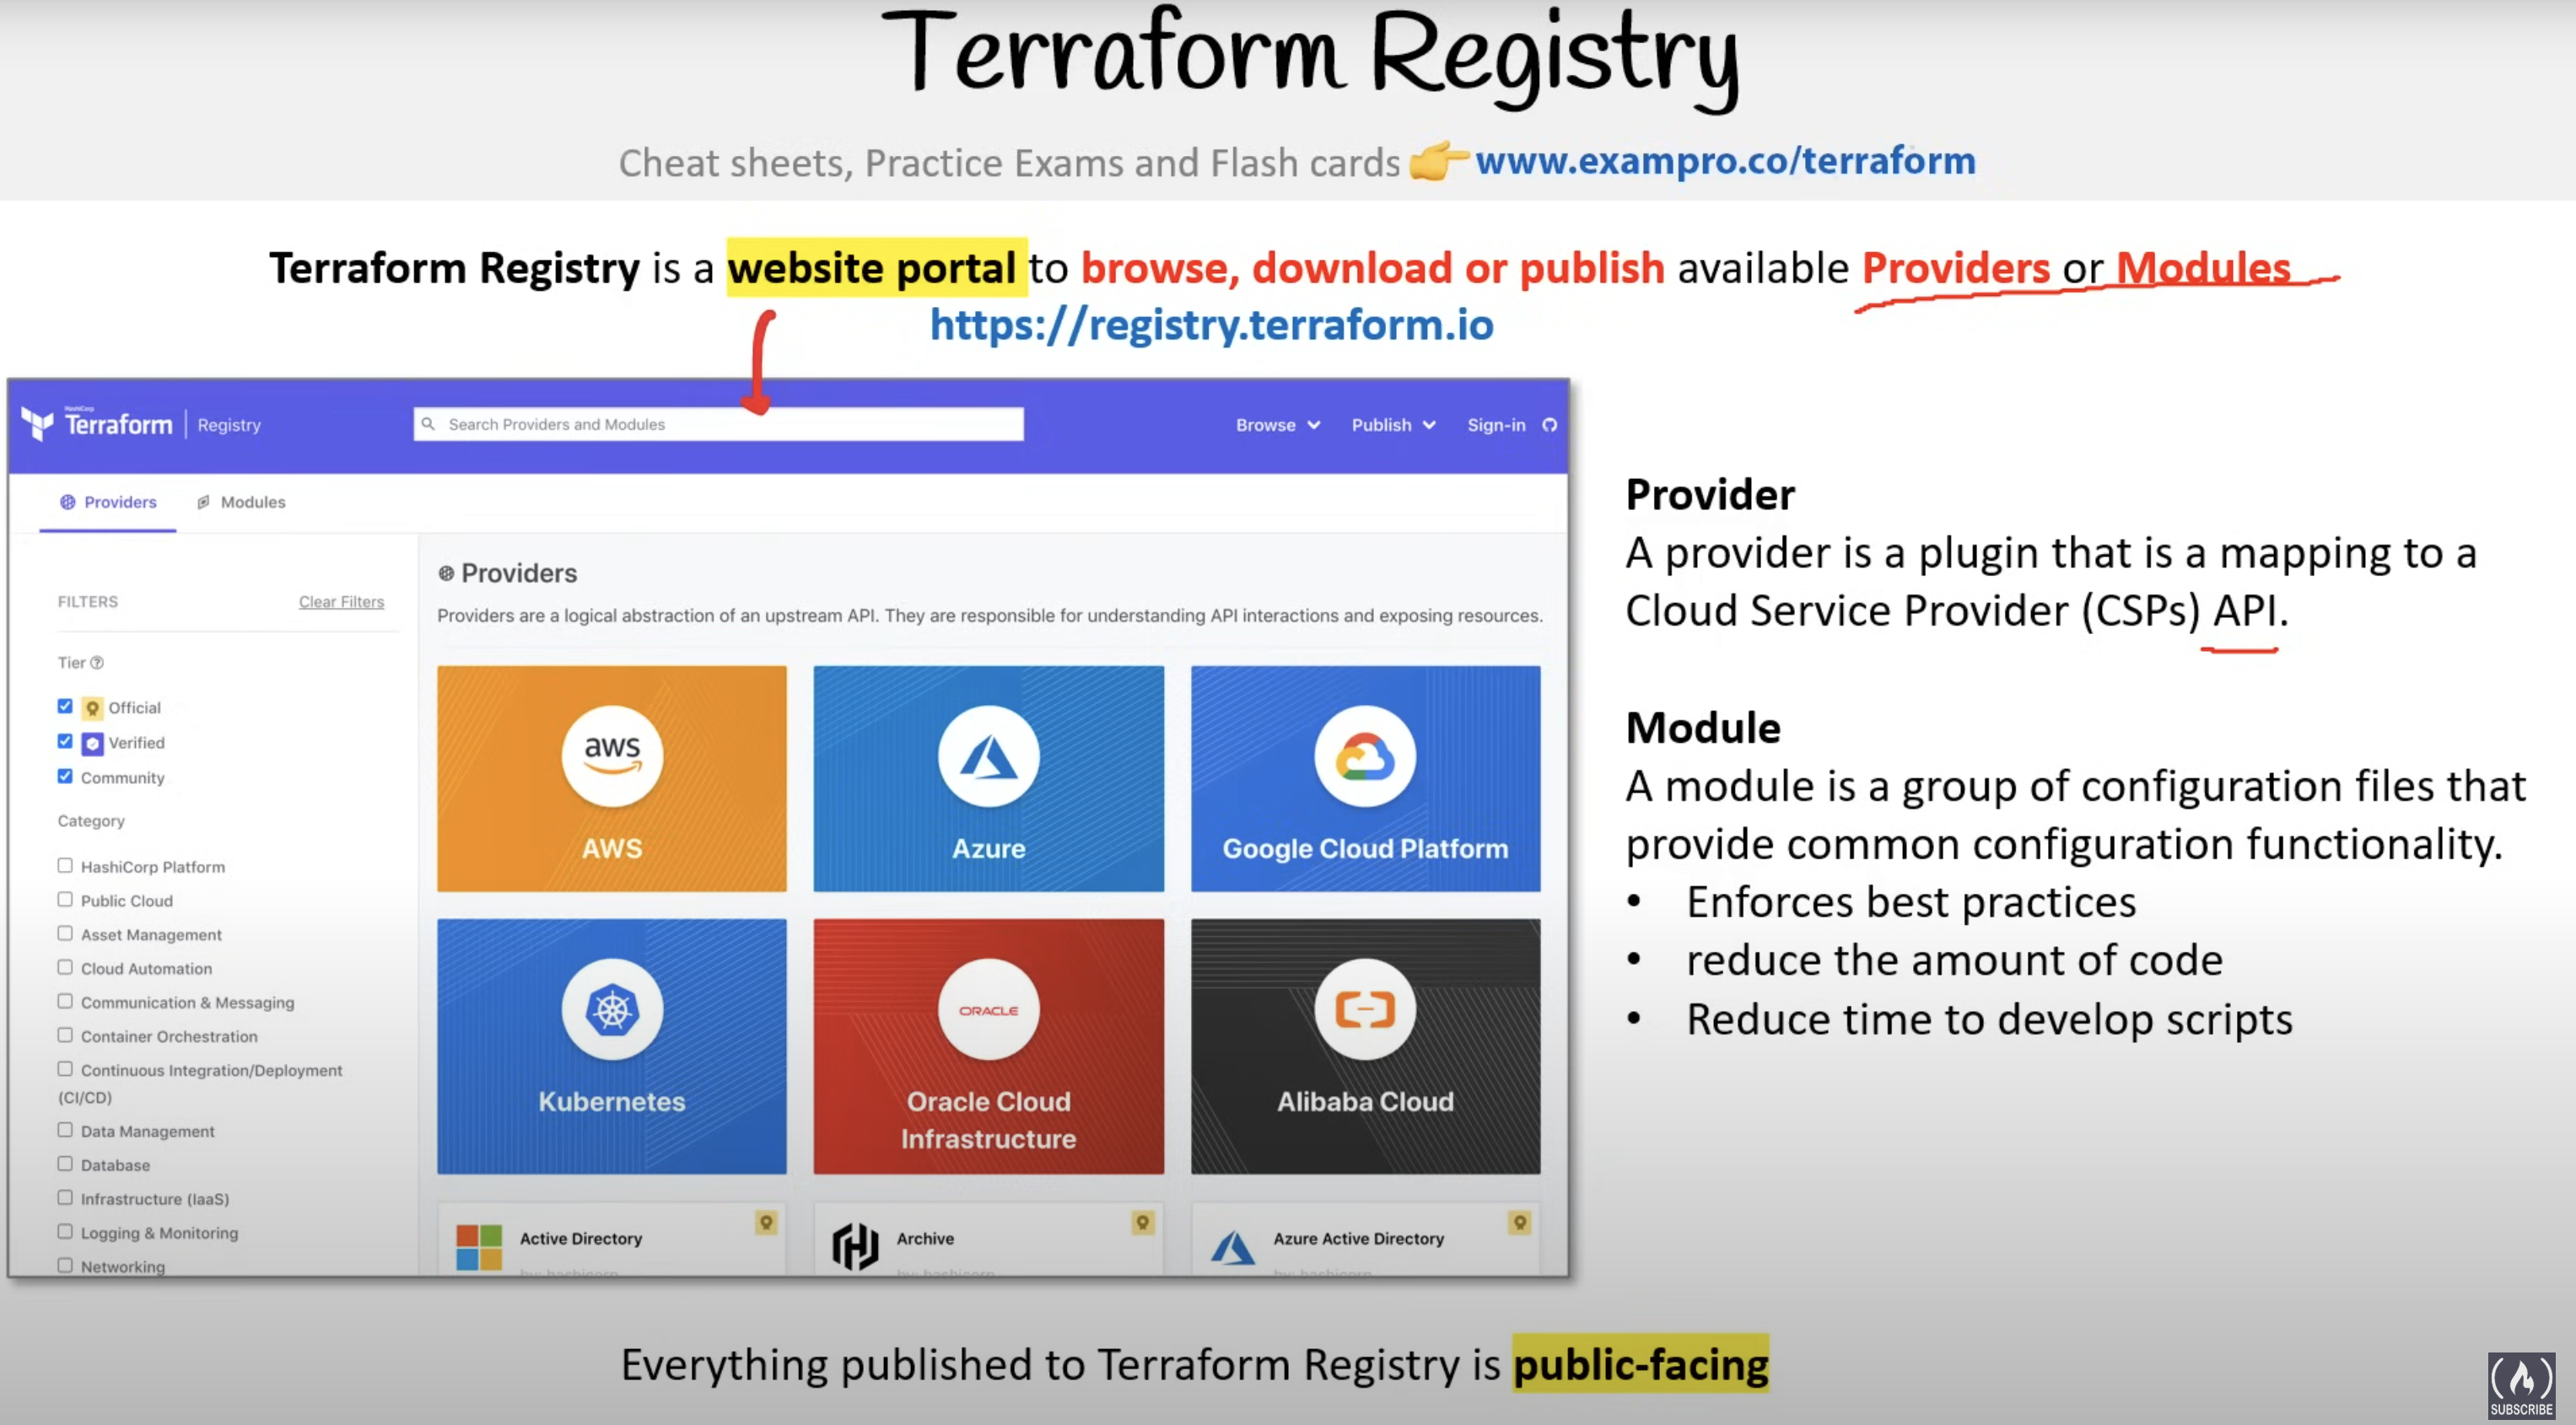 Terraform Registry
Cheat sheets, Practice Exams and Flash cards www.exampro.co/terraform
Terraform Registry is a website portal to browse, download or publish available Providers or Modules
https://registry.terraform.io
HashiCorp
Terraform Registry
Search Providers and Modules
Browse
Publish
Sign-in
Providers
Modules
FILTERS
Clear Filters
Tier
Official
Verified
Community
Category
HashiCorp Platform
Public Cloud
Asset Management
Cloud Automation
Communication & Messaging
Container Orchestration
Continuous Integration/Deployment
(CI/CD)
Data Management
Database
Infrastructure (IaaS)
Logging & Monitoring
Networking
Providers
Providers are a logical abstraction of an upstream API. They are responsible for understanding API interactions and exposing resources.
aws
AWS
Azure
Google Cloud Platform
Kubernetes
ORACLE
Oracle Cloud
Infrastructure
Alibaba Cloud
Active Directory
by: hashicorp
Archive
by: hashicorp
Azure Active Directory
by: hashicorp
Provider
A provider is a plugin that is a mapping to a
Cloud Service Provider (CSPs) API.
Module
A module is a group of configuration files that
provide common configuration functionality.
• Enforces best practices
• reduce the amount of code
• Reduce time to develop scripts
Everything published to Terraform Registry is public-facing
SUBSCRIBE